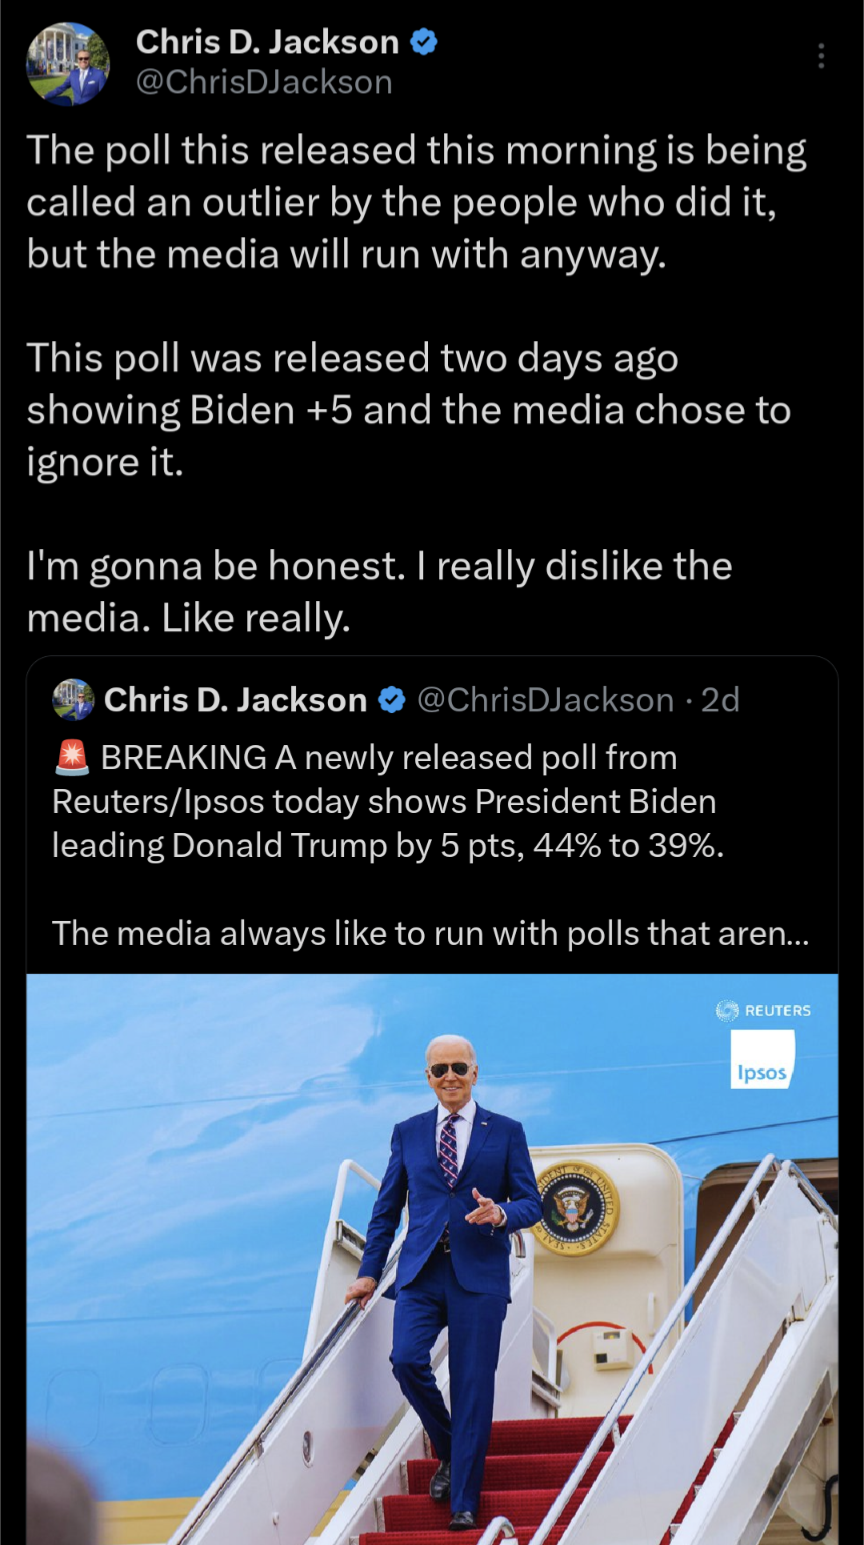 Chris D. Jackson
@ChrisDJackson
The poll this released this morning is being
called an outlier by the people who did it,
but the media will run with anyway.
This poll was released two days ago
showing Biden +5 and the media chose to
ignore it.
I'm gonna be honest. I really dislike the
media. Like really.
Chris D. Jackson @ChrisDJackson · 2d
🚨 BREAKING A newly released poll from
Reuters/Ipsos today shows President Biden
leading Donald Trump by 5 pts, 44% to 39%.
The media always like to run with polls that aren...
REUTERS
Ipsos